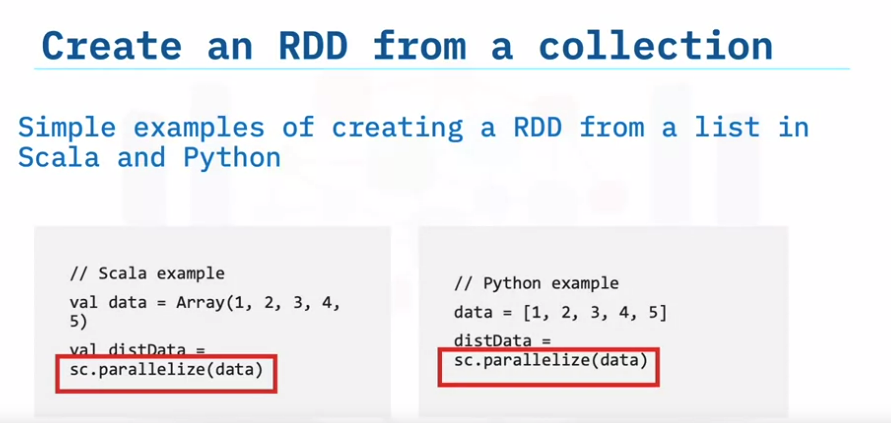 Create an RDD from a collection
Simple examples of creating a RDD from a list in
Scala and Python
// Scala example
val data = Array(1, 2, 3, 4,
5)
val distData =
sc.parallelize(data)
// Python example
data = [1, 2, 3, 4, 5]
distData =
sc.parallelize(data)